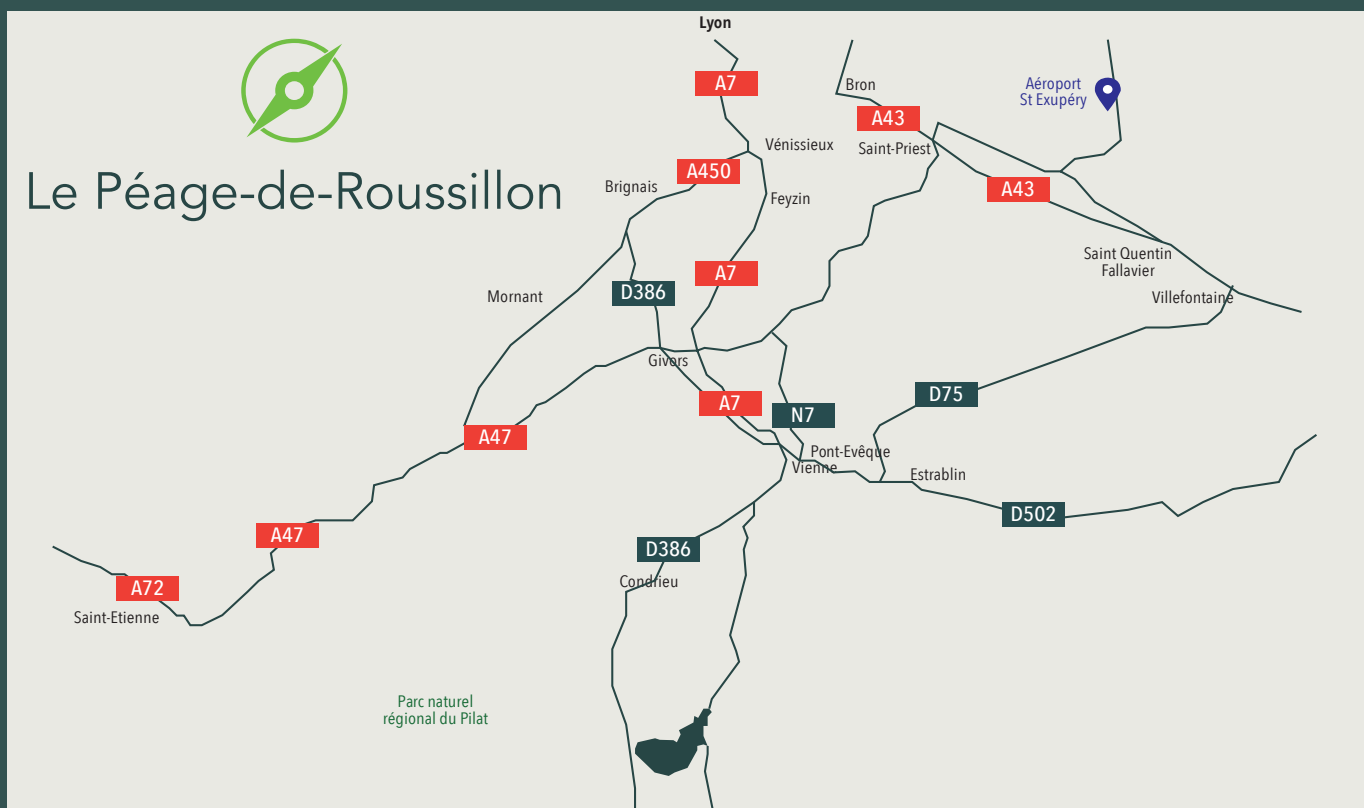 Lyon
A7
Bron
Aéroport
St Exupéry
A43
Vénissieux
Saint-Priest
A450
Brignais
A43
Feyzin
Le Péage-de-Roussillon
Saint Quentin
Fallavier
A7
D386
Mornant
Villefontaine
Givors
D75
A7
N7
A47
Pont-Evêque
Vienne
Estrablin
D502
A47
D386
Condrieu
A72
Saint-Etienne
Parc naturel
régional du Pilat